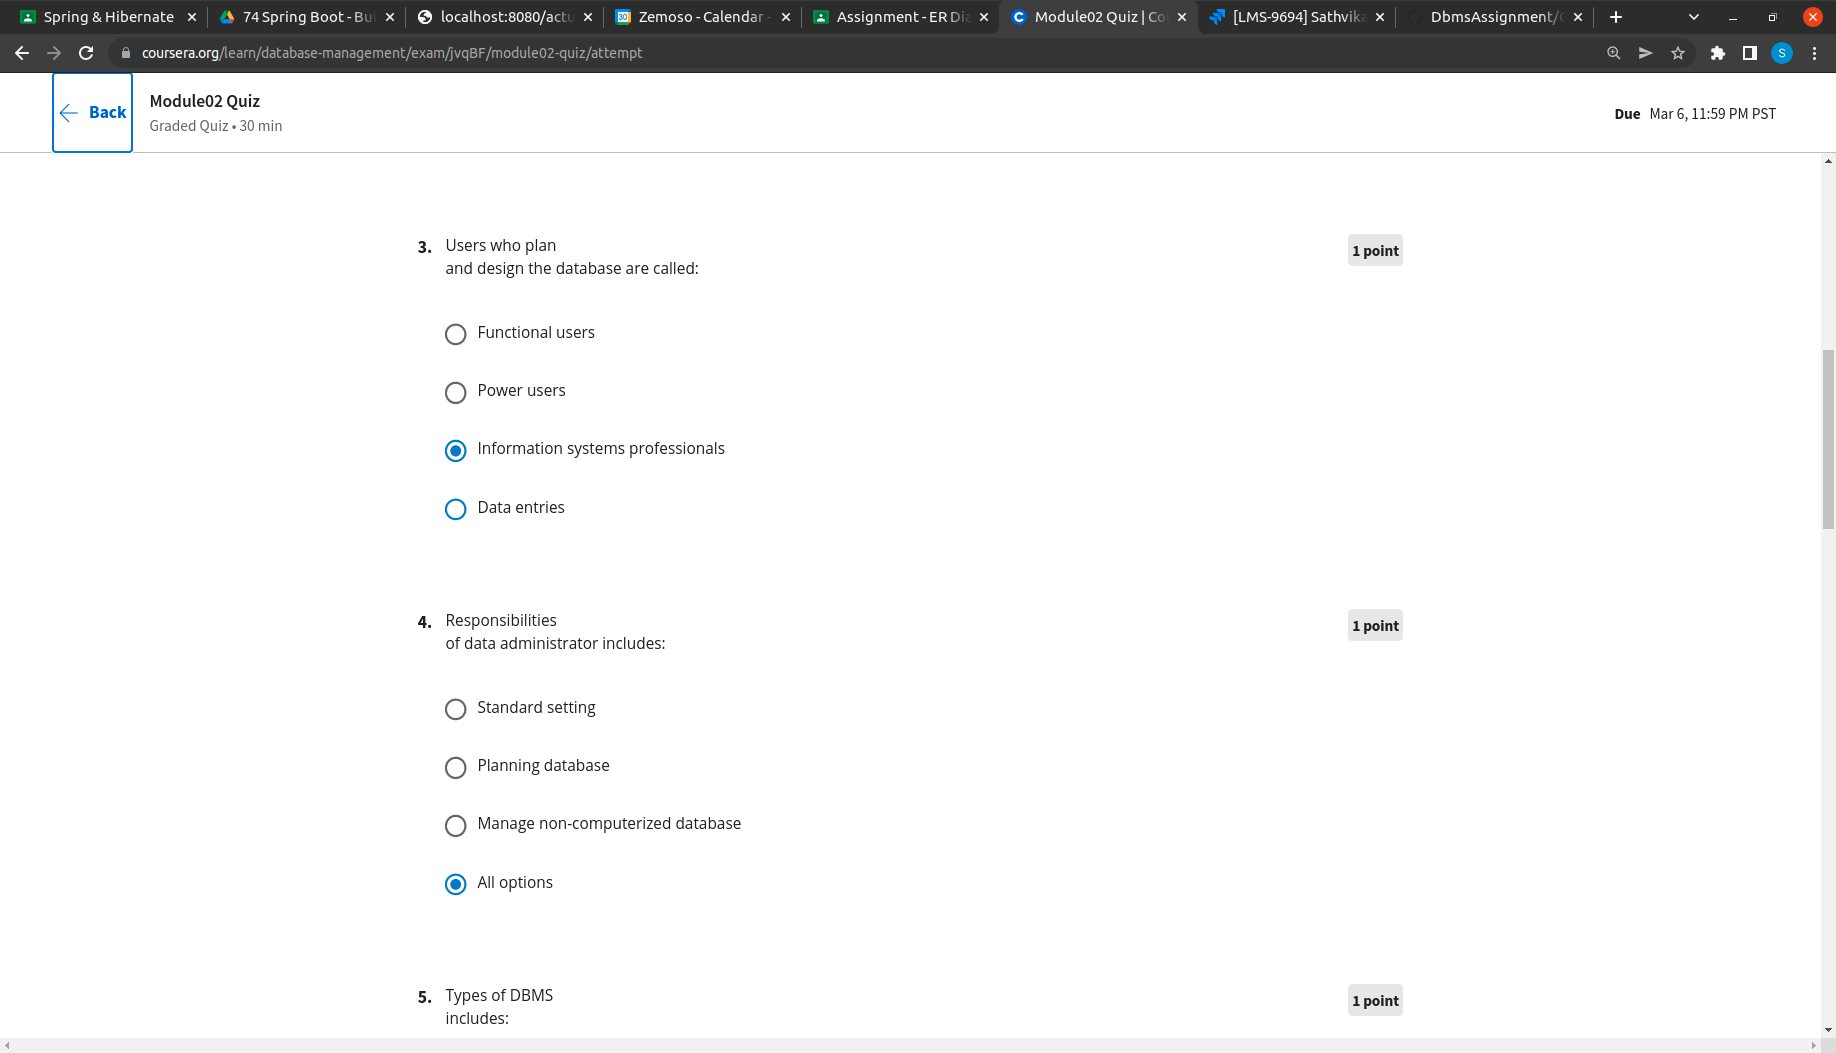 Spring & Hibernate
74 Spring Boot - Bui
localhost:8080/actu
Zemoso - Calendar -
Assignment - ER Dia
Module02 Quiz | Co
[LMS-9694] Sathvika
DbmsAssignment/
coursera.org/learn/database-management/exam/jvqBF/module02-quiz/attempt
S
Back
Module02 Quiz
Graded Quiz • 30 min
Due Mar 6, 11:59 PM PST
3. Users who plan
and design the database are called:
1 point
Functional users
Power users
Information systems professionals
Data entries
4. Responsibilities
of data administrator includes:
1 point
Standard setting
Planning database
Manage non-computerized database
All options
5. Types of DBMS
includes:
1 point